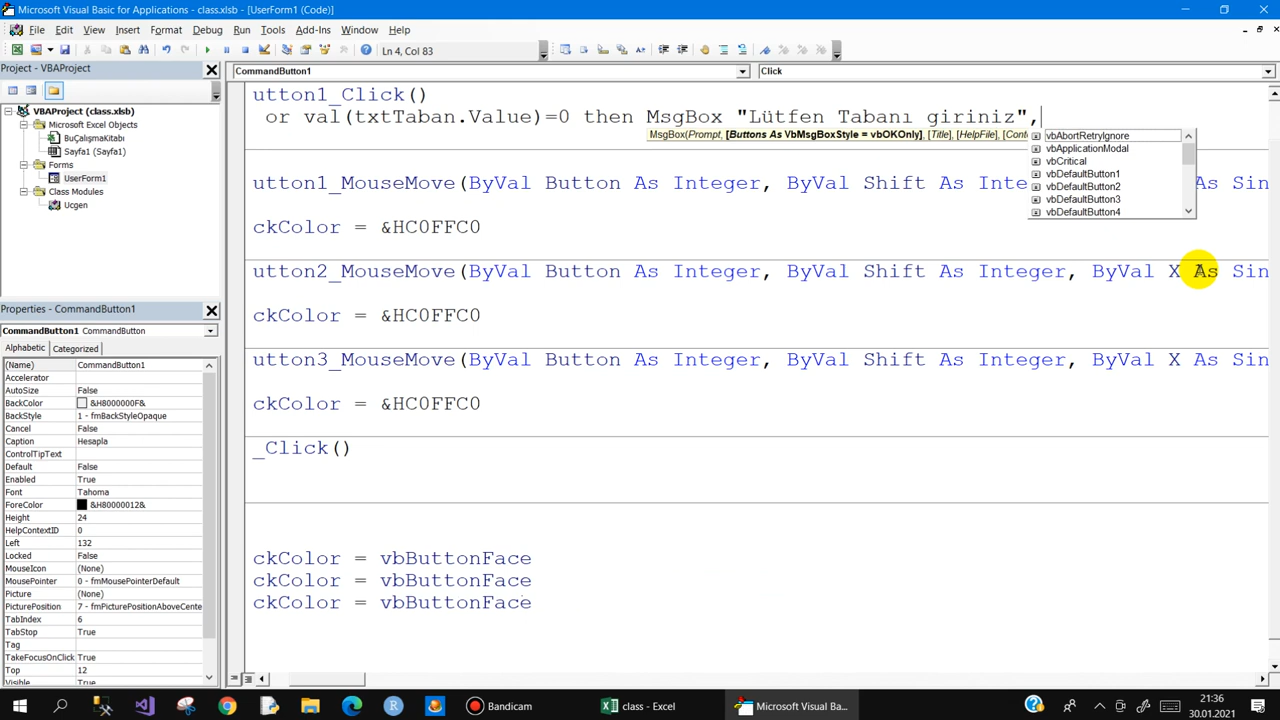 Microsoft Visual Basic for Applications - class.xlsb - [UserForm1 (Code)]
File Edit View Insert Format Debug Run Tools Add-Ins Window Help
Ln 4, Col 83
Project - VBAProject
CommandButton1
Click
VBAProject (class.xlsb)
Microsoft Excel Objects
BuÇalışmaKitabı
Sayfa1 (Sayfa1)
Forms
UserForm1
Class Modules
Ucgen
utton1_Click()
or val(txtTaban.Value)=0 then MsgBox "Lütfen Tabanı giriniz",
MsgBox(Prompt, [Buttons As VbMsgBoxStyle = vbOKOnly], [Title], [HelpFile], [Conte
vbAbortRetryIgnore
vbApplicationModal
vbCritical
vbDefaultButton1
vbDefaultButton2
vbDefaultButton3
vbDefaultButton4
utton1_MouseMove(ByVal Button As Integer, ByVal Shift As Inte As Sin
ckColor = &HC0FFC0
utton2_MouseMove(ByVal Button As Integer, ByVal Shift As Integer, ByVal X As Sin
ckColor = &HC0FFC0
utton3_MouseMove(ByVal Button As Integer, ByVal Shift As Integer, ByVal X As Sin
ckColor = &HC0FFC0
_Click()
ckColor = vbButtonFace
ckColor = vbButtonFace
ckColor = vbButtonFace
Properties - CommandButton1
CommandButton1 CommandButton
Alphabetic Categorized
(Name) CommandButton1
Accelerator
AutoSize False
BackColor &H8000000F&
BackStyle 1 - fmBackStyleOpaque
Cancel False
Caption Hesapla
ControlTipText
Default False
Enabled True
Font Tahoma
ForeColor &H80000012&
Height 24
HelpContextID 0
Left 132
Locked False
MouseIcon (None)
MousePointer 0 - fmMousePointerDefault
Picture (None)
PicturePosition 7 - fmPicturePositionAboveCente
TabIndex 6
TabStop True
Tag
TakeFocusOnClick True
Top 12
Visible True
Bandicam
class - Excel
Microsoft Visual Ba...
21:36
30.01.2021